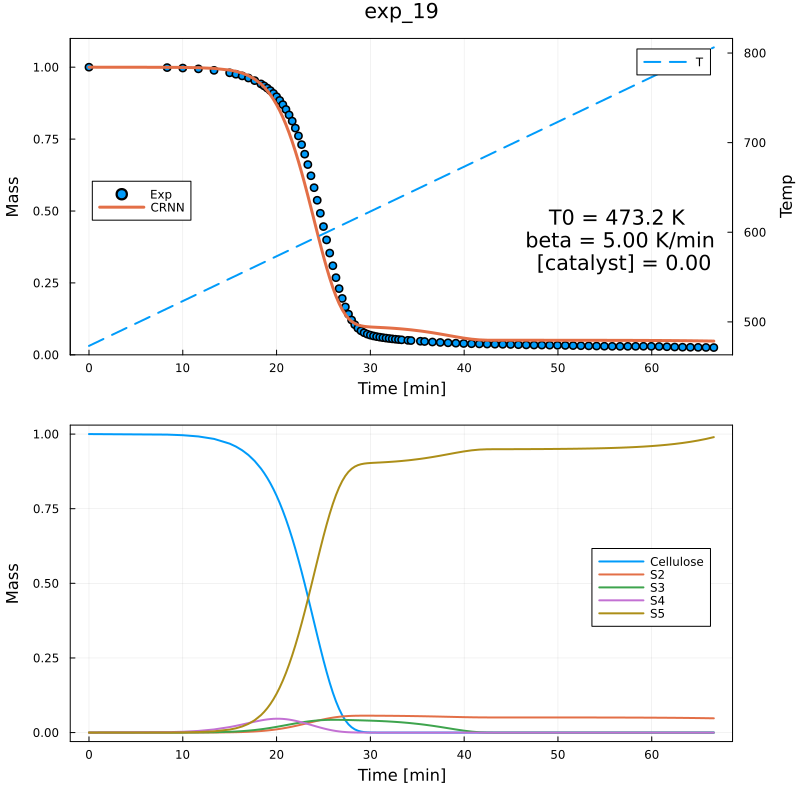 exp_19
1.00
0.75
0.50
0.25
0.00
Mass
800
700
600
500
Temp
T
Exp
CRNN
T0 = 473.2 K
beta = 5.00 K/min
[catalyst] = 0.00
0 10 20 30 40 50 60
Time [min]
1.00
0.75
0.50
0.25
0.00
Mass
Cellulose
S2
S3
S4
S5
0 10 20 30 40 50 60
Time [min]